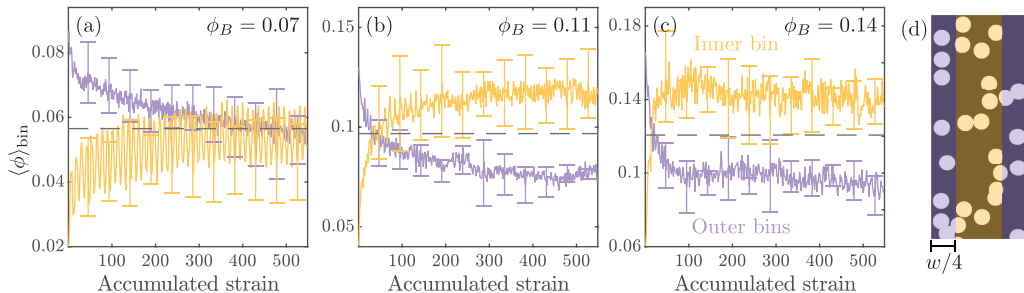 (a) ϕ_B = 0.07
(b) ϕ_B = 0.11
(c) ϕ_B = 0.14
(d)
⟨ϕ⟩_bin
0.08
0.06
0.04
0.02
100 200 300 400 500
Accumulated strain
0.15
0.1
0.05
100 200 300 400 500
Accumulated strain
0.18
0.14
0.1
0.06
Inner bin
Outer bins
100 200 300 400 500
Accumulated strain
w/4